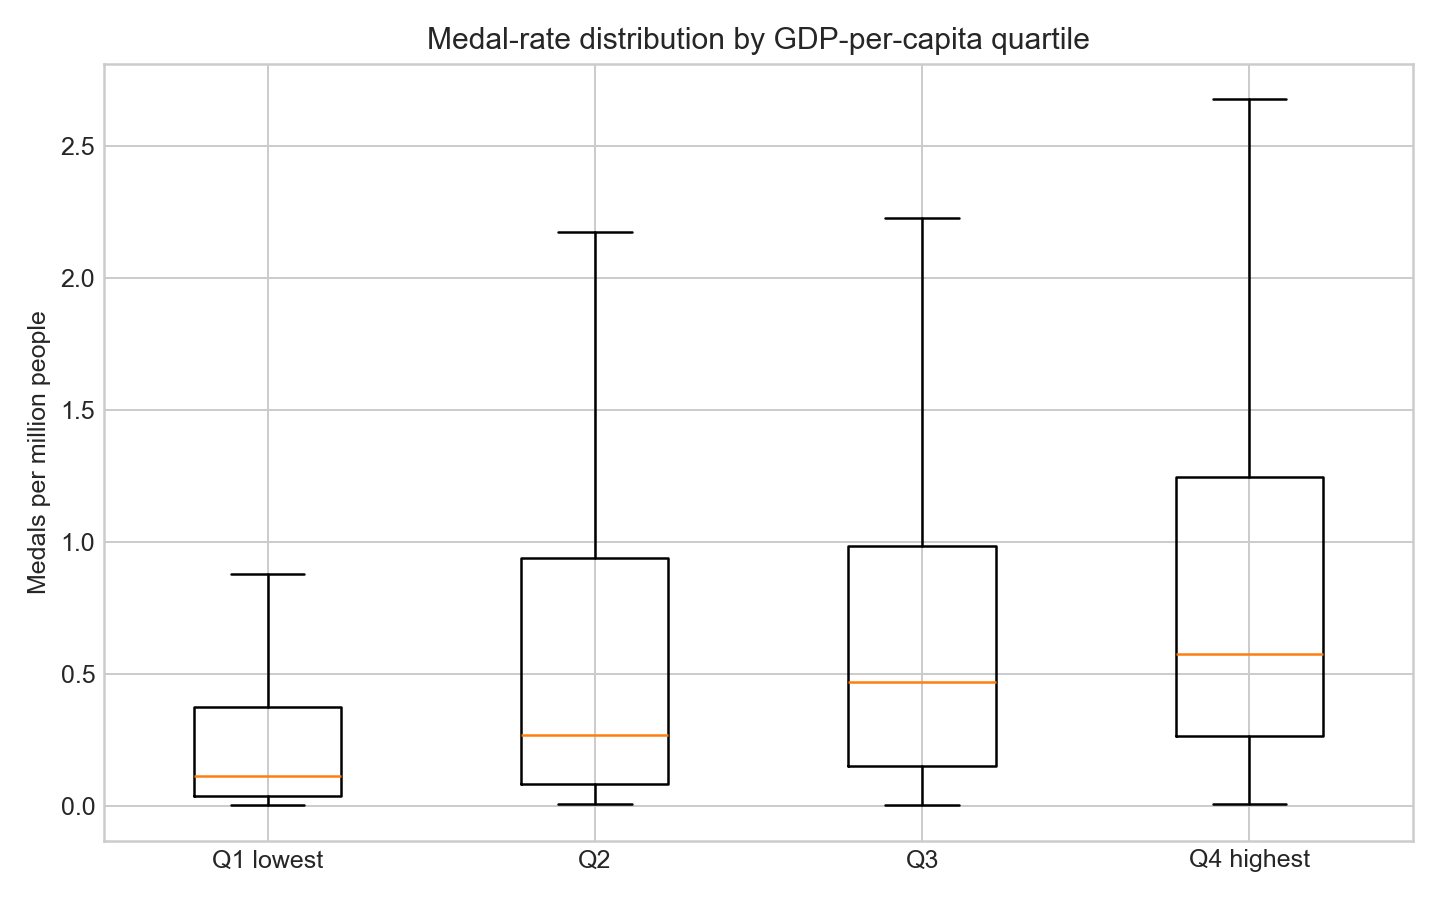 Medal-rate distribution by GDP-per-capita quartile
Medals per million people
2.5
2.0
1.5
1.0
0.5
0.0
Q1 lowest
Q2
Q3
Q4 highest